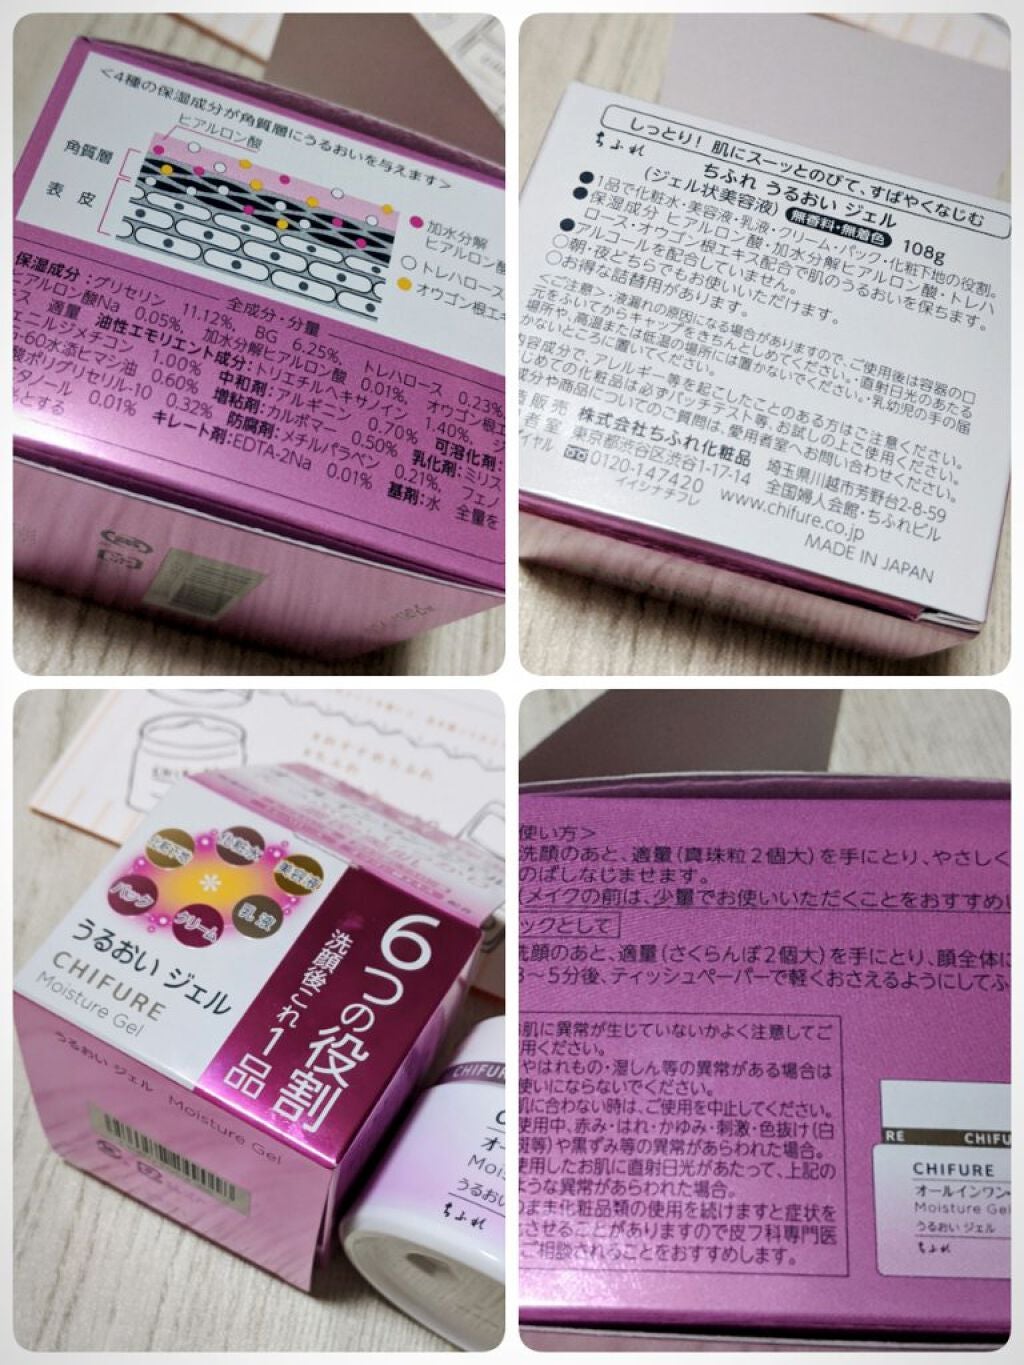 <4種の保湿成分が角質層にうるおいを与えます>
ヒアルロン酸
角質層
表皮
加水分解
ヒアルロン酸
トレハロース
オウゴン根エキ
全成分・分量
保湿成分:グリセリン 11.12%、BG 6.25%、トレハロース 0.23%
ヒアルロン酸Na 0.05%、加水分解ヒアルロン酸 0.01%、オウゴン根エ
ス 適量 油性エモリエント成分:トリエチルヘキサノイン 1.40%、ジ
ェニルジメチコン 1.00% 中和剤:アルギニン 0.70% 可溶化剤:
-60水添ヒマシ油 0.60% 増粘剤:カルボマー 0.50% 乳化剤:ミリス
酸ポリグリセリル-10 0.32% 防腐剤:メチルパラベン 0.21%、フェノ
タノール 0.01% キレート剤:EDTA-2Na 0.01% 基剤:水 全量を
%とする
しっとり! 肌にスーッとのびて、すばやくなじむ
ちふれ
ちふれ うるおい ジェル
(ジェル状美容液) 無香料・無着色 108g
●1品で化粧水・美容液・乳液・クリーム・パック・化粧下地の役割。
●保湿成分 ヒアルロン酸・加水分解ヒアルロン酸・トレハ
ロース・オウゴン根エキス配合で肌のうるおいを保ちます。
●アルコールを配合していません。
○朝・夜どちらでもお使いいただけます。
○お得な詰替用があります。
<ご注意>・液漏れの原因になる場合がありますので、ご使用後は容器の口
元をふいてからキャップをきちんとしめてください。・直射日光のあたる
場所や、高温または低温の場所には置かないでください。・乳幼児の手の届
かないところに置いてください。
内容成分で、アレルギー等を起こしたことのある方はご注意ください。
じめての化粧品は必ずパッチテスト等、お試しの上ご使用ください。
成分や商品についてのご質問は、愛用者室へお問い合わせください。
販売 株式会社ちふれ化粧品 埼玉県川越市芳野台2-8-59
室 東京都渋谷区渋谷1-17-14 全国婦人会館・ちふれビル
イヤル 0120-147420 www.chifure.co.jp
イイシナチフレ
MADE IN JAPAN
化粧下地
化粧水
美容液
パック
クリーム
乳液
うるおい ジェル
CHIFURE
Moisture Gel
6つの役割
洗顔後これ1品
うるおい ジェル Moisture Gel
CHIFUR
オー
Mois
うるお
ちふれ
使い方>
洗顔のあと、適量(真珠粒2個大)を手にとり、やさしく
のばしなじませます。
(メイクの前は、少量でお使いいただくことをおすすめし
ックとして
洗顔のあと、適量(さくらんぼ2個大)を手にとり、顔全体に
3〜5分後、ティッシュペーパーで軽くおさえるようにしてふ
お肌に異常が生じていないかよく注意してご
用ください。
やはれもの・湿しん等の異常がある場合は
使いにならないでください。
肌に合わない時は、ご使用を中止してください。
使用中、赤み・はれ・かゆみ・刺激・色抜け(白
斑等)や黒ずみ等の異常があらわれた場合。
使用したお肌に直射日光があたって、上記の
ような異常があらわれた場合。
のまま化粧品類の使用を続けますと症状を
させることがありますので皮フ科専門医
ご相談されることをおすすめします。
RE CHIFU
CHIFURE
オールインワン
Moisture Gel
うるおい ジェル
ちふれ